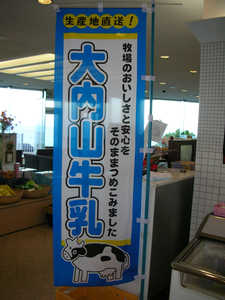 生産地直送！
牧場のおいしさと安心を
そのままつめこみました
大内山牛乳